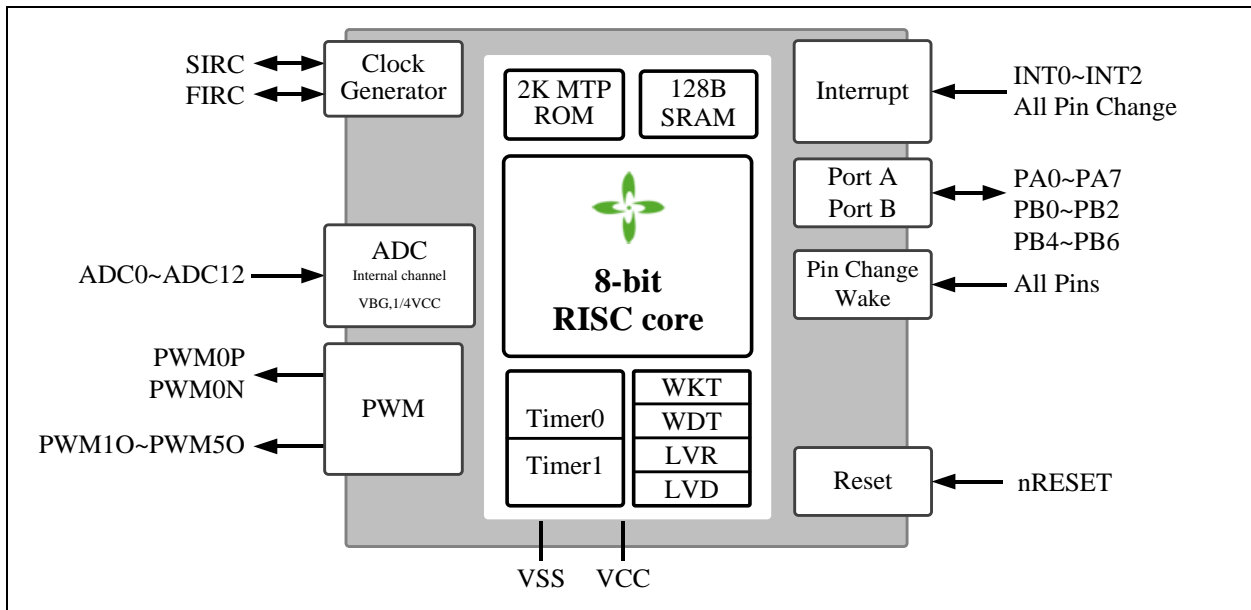 SIRC
FIRC
Clock
Generator
2K MTP
ROM
128B
SRAM
Interrupt
INT0~INT2
All Pin Change
Port A
Port B
PA0~PA7
PB0~PB2
PB4~PB6
ADC0~ADC12
ADC
Internal channel
VBG,1/4VCC
8-bit
RISC core
Pin Change
Wake
All Pins
PWM0P
PWM0N
PWM1O~PWM5O
PWM
Timer0
Timer1
WKT
WDT
LVR
LVD
Reset
nRESET
VSS
VCC